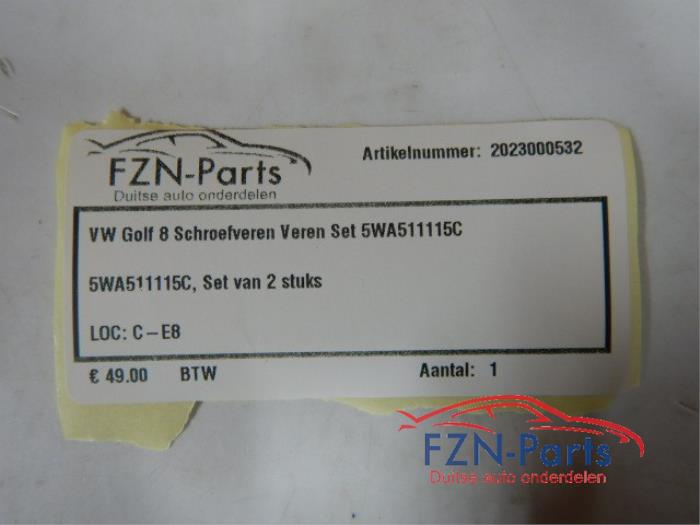 FZN-Parts
Duitse auto onderdelen
Artikelnummer: 2023000532
VW Golf 8 Schroefveren Veren Set 5WA511115C
5WA511115C, Set van 2 stuks
LOC: C-E8
€ 49.00 BTW Aantal: 1
FZN-Parts
Duitse auto onderdelen